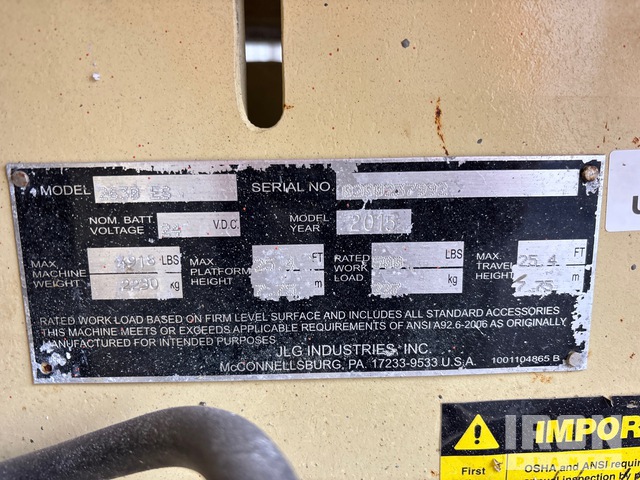 MODEL 2630 ES SERIAL NO.
NOM. BATT. VOLTAGE 24 V.D.C. MODEL YEAR 2015
MAX. MACHINE WEIGHT LBS kg
MAX. PLATFORM HEIGHT FT m
RATED WORK LOAD LBS kg
MAX. TRAVEL HEIGHT 25.4 FT 7.75 m
RATED WORK LOAD BASED ON FIRM LEVEL SURFACE AND INCLUDES ALL STANDARD ACCESSORIES
THIS MACHINE MEETS OR EXCEEDS APPLICABLE REQUIREMENTS OF ANSI A92.6-2006 AS ORIGINALLY
MANUFACTURED FOR INTENDED PURPOSES.
JLG INDUSTRIES, INC.
McCONNELLSBURG, PA. 17233-9533 U.S.A.
1001104865 B
IMPOR
First
OSHA and ANSI requir